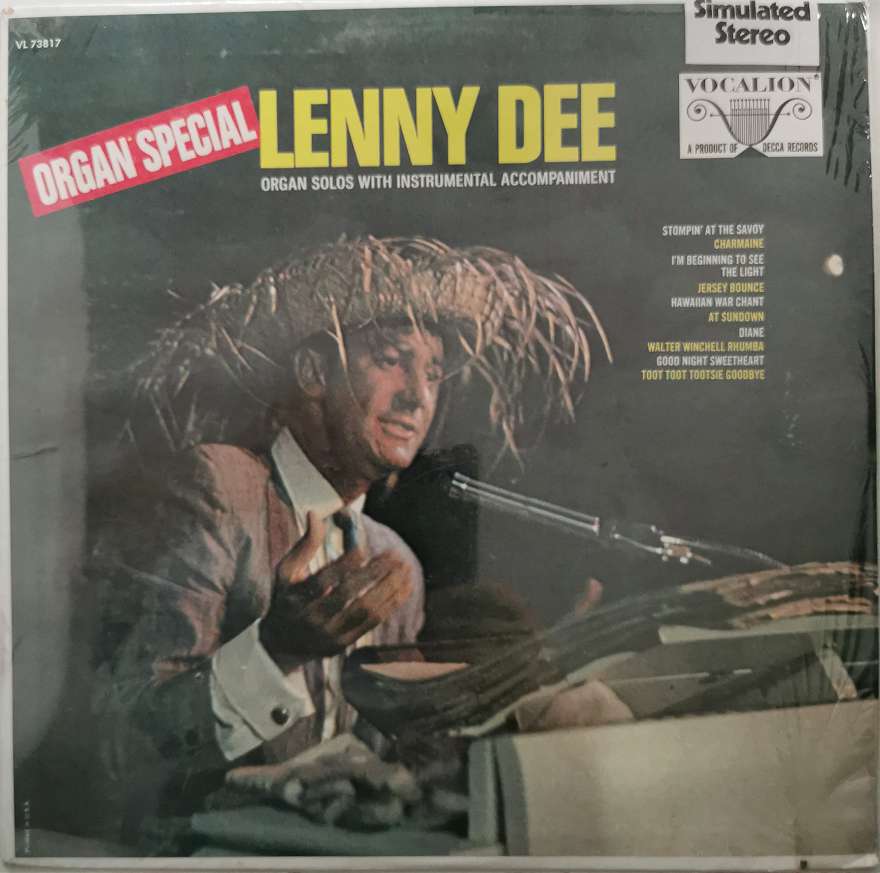 Simulated
Stereo
VL 73817
VOCALION®
A PRODUCT OF DECCA RECORDS
ORGAN SPECIAL
LENNY DEE
ORGAN SOLOS WITH INSTRUMENTAL ACCOMPANIMENT
STOMPIN' AT THE SAVOY
CHARMAINE
I'M BEGINNING TO SEE
THE LIGHT
JERSEY BOUNCE
HAWAIIAN WAR CHANT
AT SUNDOWN
DIANE
WALTER WINCHELL RHUMBA
GOOD NIGHT SWEETHEART
TOOT TOOT TOOTSIE GOODBYE
Printed in U.S.A.